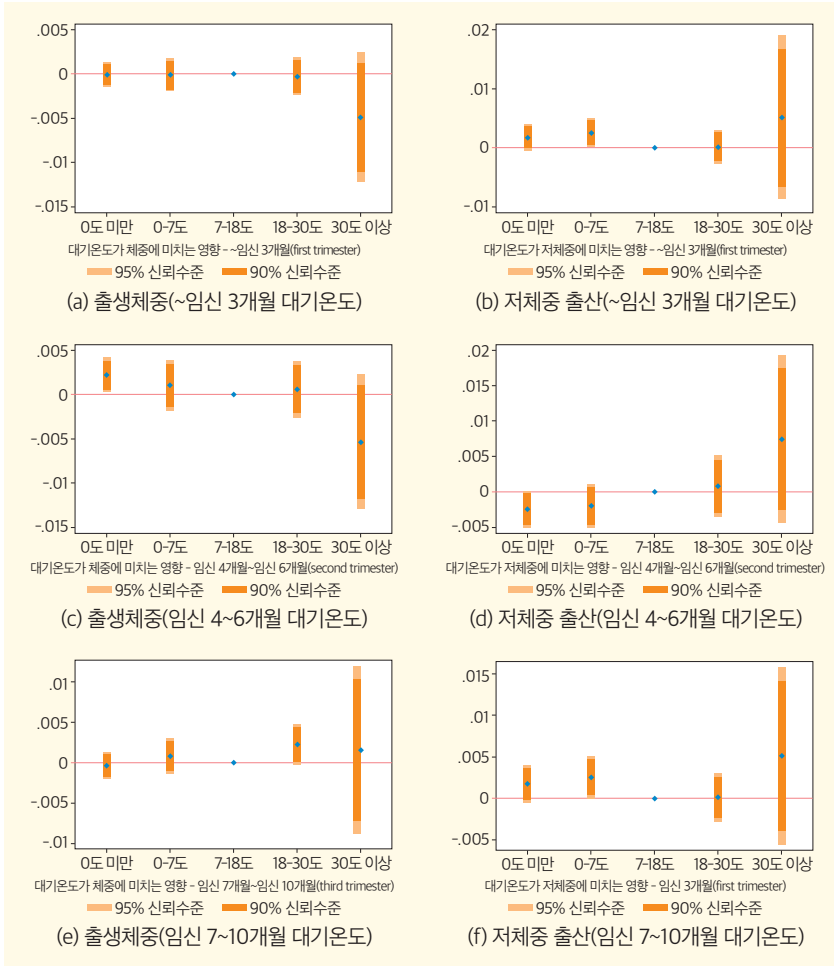 .005
0
-.005
-.01
-.015
0도 미만 0-7도 7-18도 18-30도 30도 이상
대기온도가 체중에 미치는 영향 – ~임신 3개월(first trimester)
95% 신뢰수준 90% 신뢰수준
(a) 출생체중(~임신 3개월 대기온도)
.02
.01
0
-.01
0도 미만 0-7도 7-18도 18-30도 30도 이상
대기온도가 저체중에 미치는 영향 – ~임신 3개월(first trimester)
95% 신뢰수준 90% 신뢰수준
(b) 저체중 출산(~임신 3개월 대기온도)
.005
0
-.005
-.01
-.015
0도 미만 0-7도 7-18도 18-30도 30도 이상
대기온도가 체중에 미치는 영향 – 임신 4개월~임신 6개월(second trimester)
95% 신뢰수준 90% 신뢰수준
(c) 출생체중(임신 4~6개월 대기온도)
.02
.015
.01
.005
0
-.005
0도 미만 0-7도 7-18도 18-30도 30도 이상
대기온도가 저체중에 미치는 영향 – 임신 4개월~임신 6개월(second trimester)
95% 신뢰수준 90% 신뢰수준
(d) 저체중 출산(임신 4~6개월 대기온도)
.01
.005
0
-.005
-.01
0도 미만 0-7도 7-18도 18-30도 30도 이상
대기온도가 체중에 미치는 영향 – 임신 7개월~임신 10개월(third trimester)
95% 신뢰수준 90% 신뢰수준
(e) 출생체중(임신 7~10개월 대기온도)
.015
.01
.005
0
-.005
0도 미만 0-7도 7-18도 18-30도 30도 이상
대기온도가 저체중에 미치는 영향 – 임신 3개월(first trimester)
95% 신뢰수준 90% 신뢰수준
(f) 저체중 출산(임신 7~10개월 대기온도)